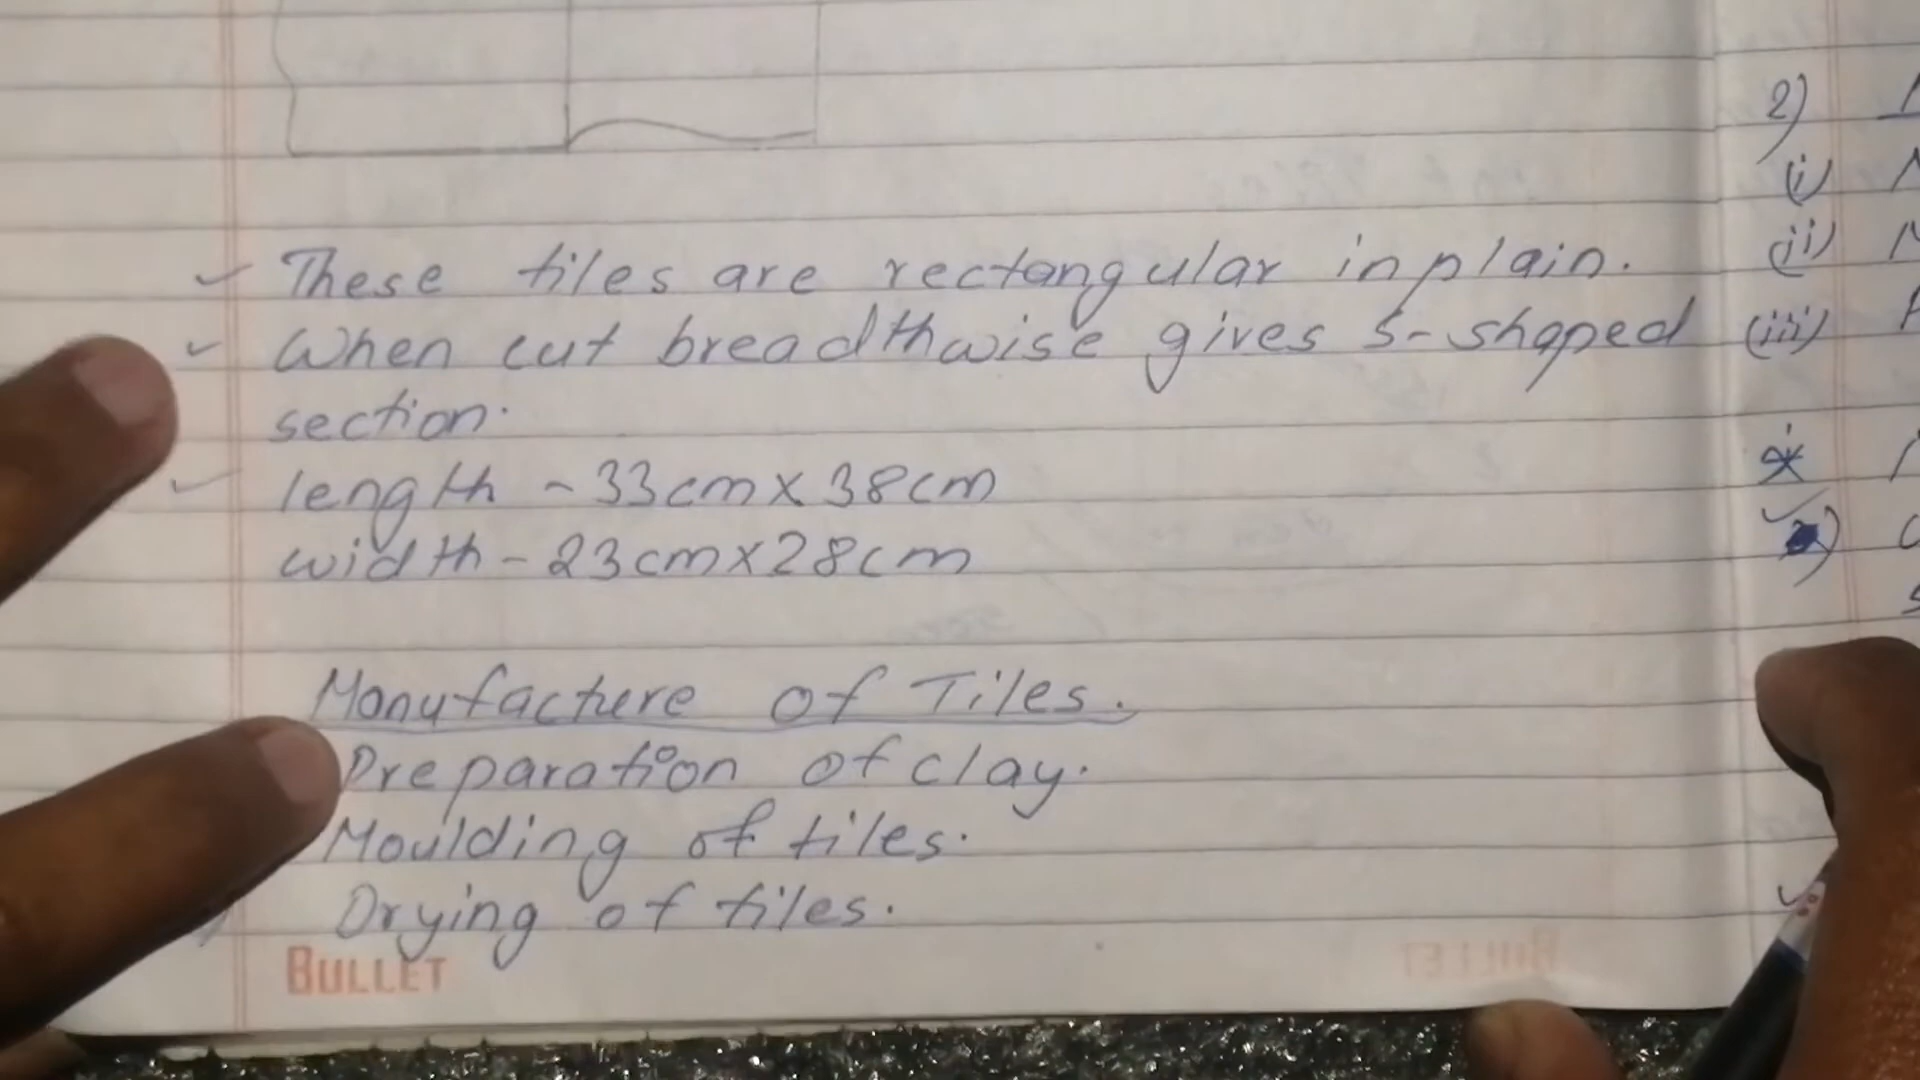 ✓ These tiles are rectangular in plain.
✓ When cut breadthwise gives S-shaped
section.
✓ length - 33cm x 38cm
width - 23cm x 28cm
Manufacture of Tiles.
Preparation of clay.
Moulding of tiles.
Drying of tiles.
BULLET
2)
(i)
(ii)
(iii)